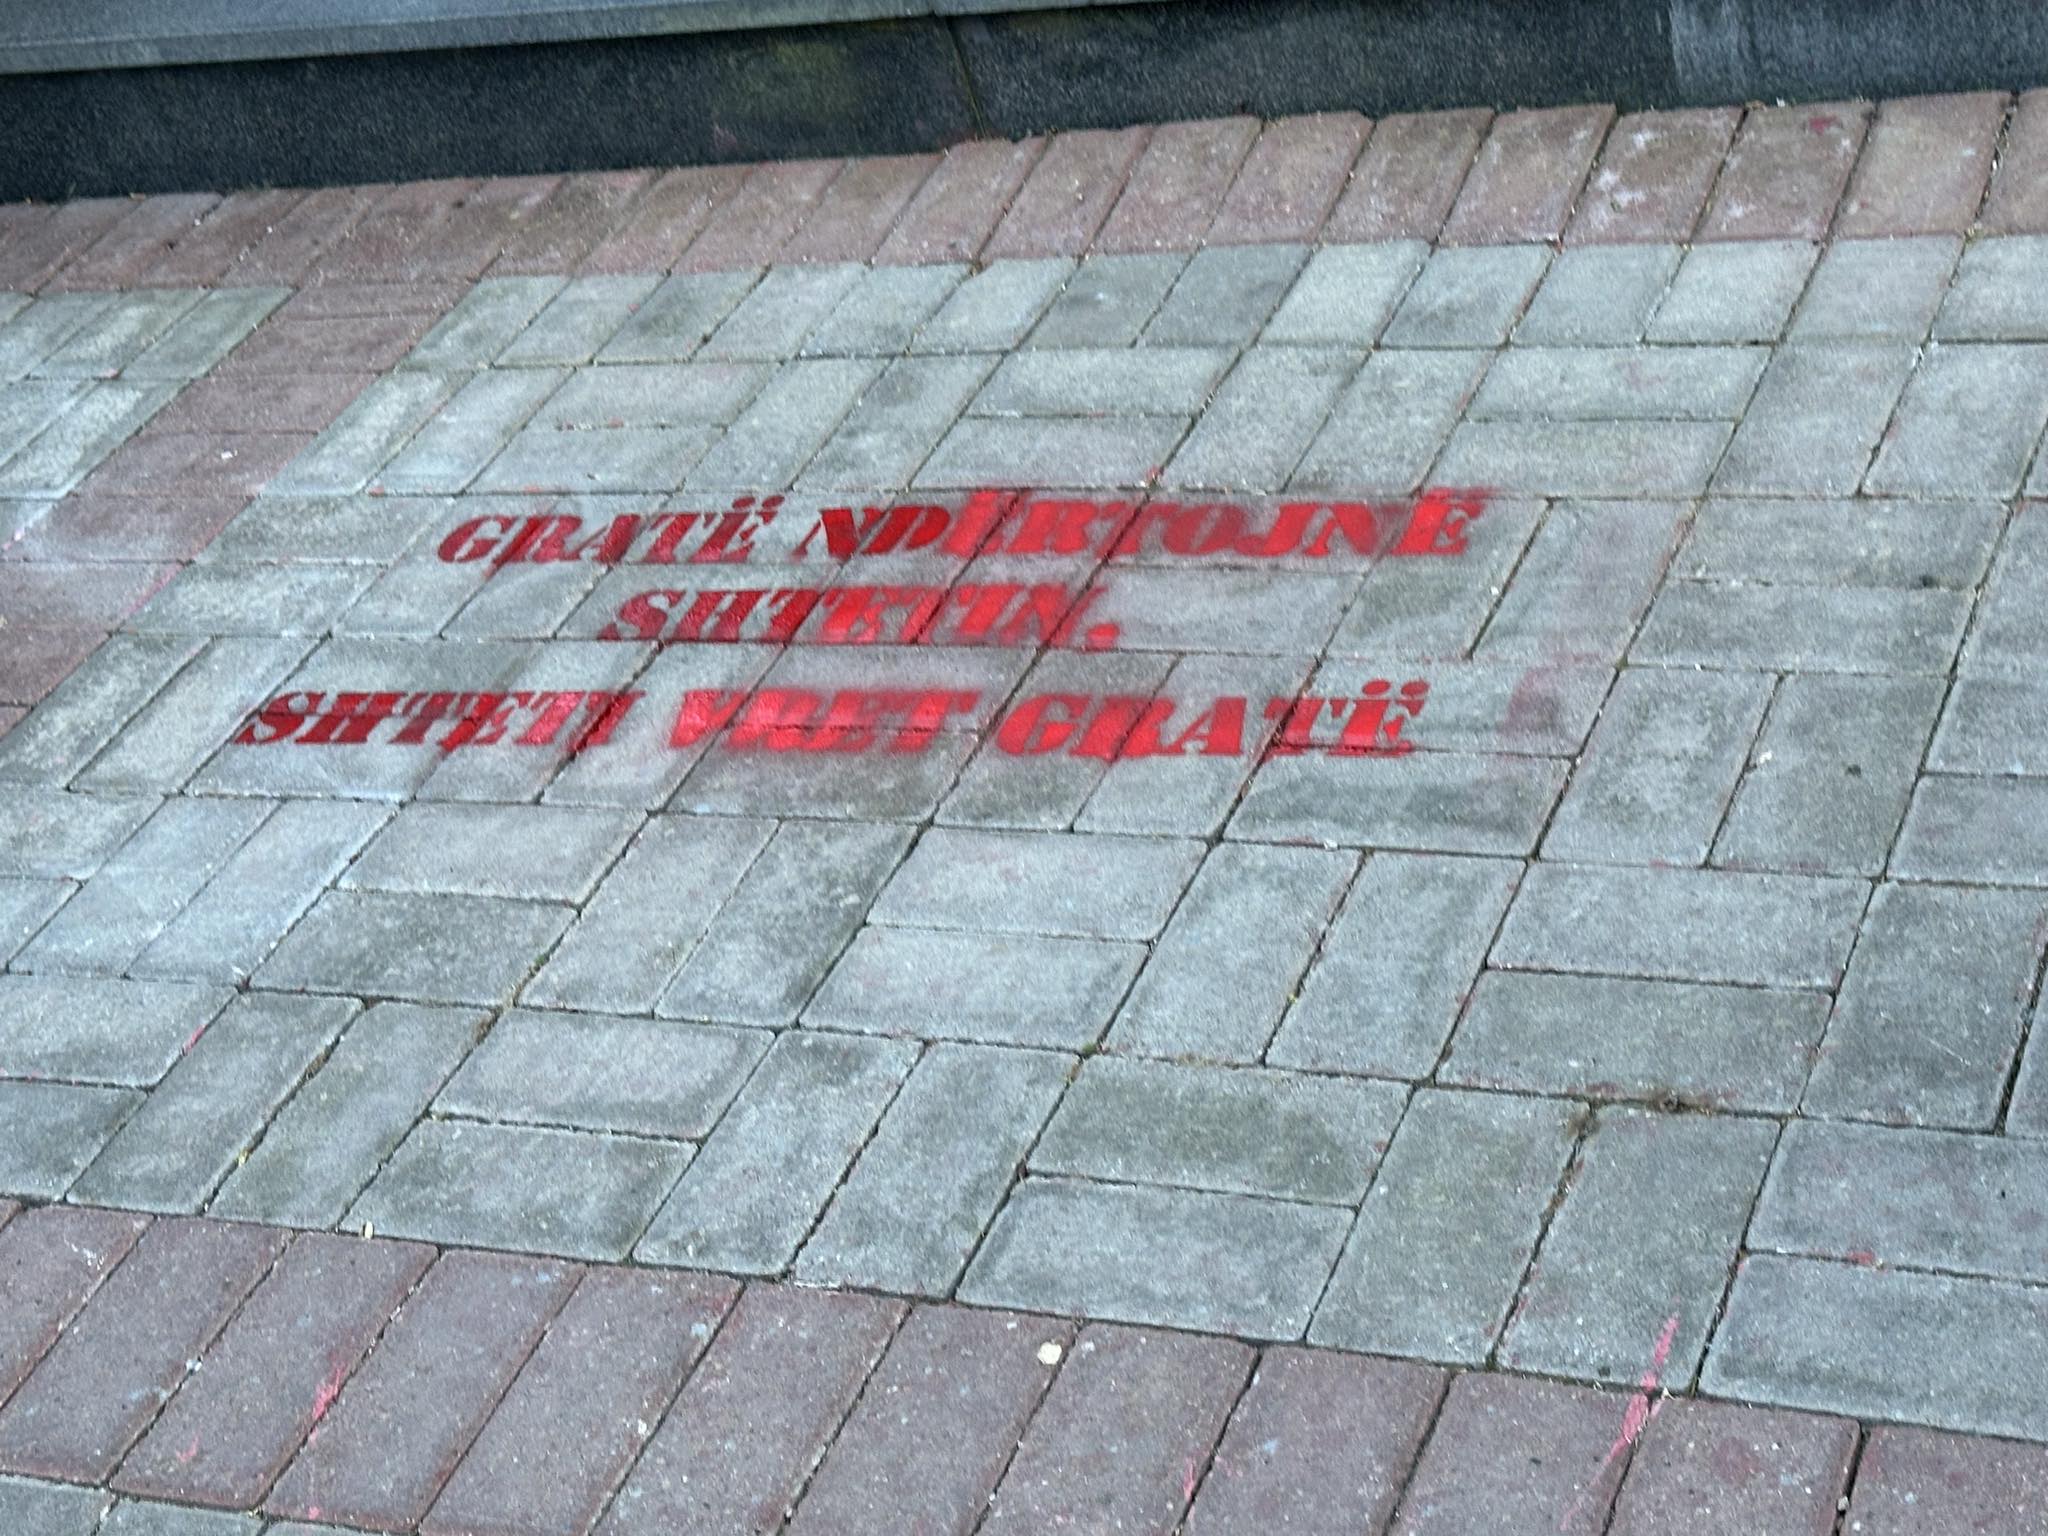 GRATË NDËRTOJNË
SHTETIN,
SHTETI VRET GRATË